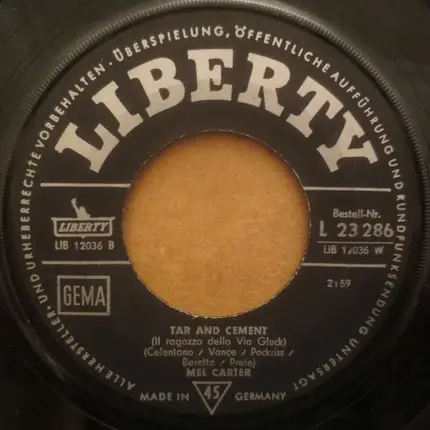 ALLE HERSTELLER- UND URHEBERRECHTE VORBEHALTEN · ÜBERSPIELUNG, ÖFFENTLICHE AUFFÜHRUNG UND RUNDFUNKSENDUNG UNTERSAGT
LIBERTY
LIBERTY
LIB 12036 B
Bestell-Nr.
L 23 286
LIB 12036 W
GEMA
2:59
TAR AND CEMENT
(Il ragazzo della Via Gluck)
(Celentano / Vance / Pockriss /
Beretta / Prete)
MEL CARTER
MADE IN 45 GERMANY